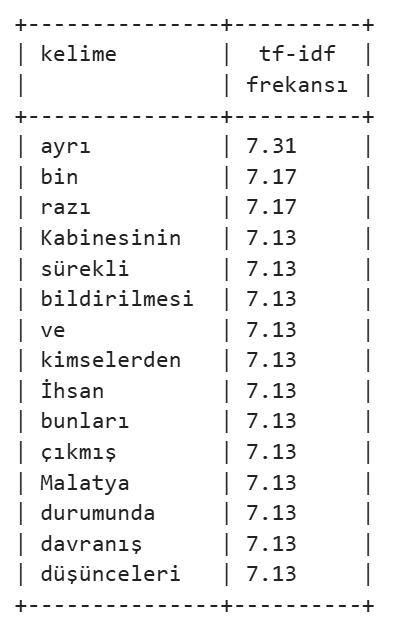 +---------------+----------+
| kelime        |  tf-idf  |
|               | frekansı |
+---------------+----------+
| ayrı          | 7.31     |
| bin           | 7.17     |
| razı          | 7.17     |
| Kabinesinin   | 7.13     |
| sürekli       | 7.13     |
| bildirilmesi  | 7.13     |
| ve            | 7.13     |
| kimselerden   | 7.13     |
| İhsan         | 7.13     |
| bunları       | 7.13     |
| çıkmış        | 7.13     |
| Malatya       | 7.13     |
| durumunda     | 7.13     |
| davranış      | 7.13     |
| düşünceleri   | 7.13     |
+---------------+----------+